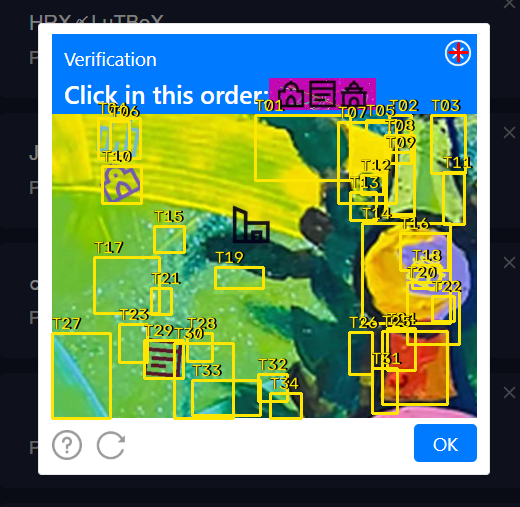 Verification
Click in this order:
T01
T02
T03
T05
T06
T07
T08
T09
T10
T11
T12
T13
T14
T15
T16
T17
T18
T19
T20
T21
T22
T23
T26
T27
T28
T29
T30
T31
T32
T33
T34
?
OK